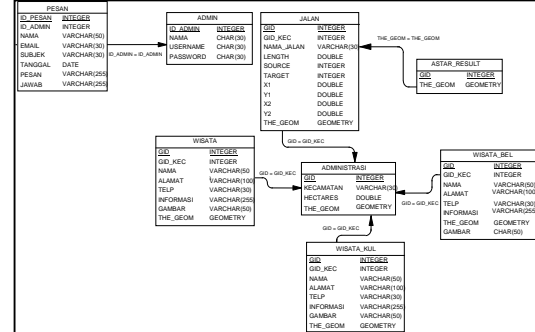 PESAN
ID_PESAN INTEGER
ID_ADMIN INTEGER
NAMA VARCHAR(50)
EMAIL VARCHAR(30)
SUBJEK VARCHAR(30)
TANGGAL DATE
PESAN VARCHAR(255)
JAWAB VARCHAR(255)
ID_ADMIN = ID_ADMIN
ADMIN
ID_ADMIN INTEGER
NAMA CHAR(30)
USERNAME CHAR(30)
PASSWORD CHAR(30)
JALAN
GID INTEGER
GID_KEC INTEGER
NAMA_JALAN VARCHAR(30)
LENGTH DOUBLE
SOURCE INTEGER
TARGET INTEGER
X1 DOUBLE
Y1 DOUBLE
X2 DOUBLE
Y2 DOUBLE
THE_GEOM GEOMETRY
THE_GEOM = THE_GEOM
ASTAR_RESULT
GID INTEGER
THE_GEOM GEOMETRY
GID = GID_KEC
WISATA
GID INTEGER
GID_KEC INTEGER
NAMA VARCHAR(50
ALAMAT VARCHAR(100)
TELP VARCHAR(30)
INFORMASI VARCHAR(255)
GAMBAR VARCHAR(50)
THE_GEOM GEOMETRY
GID = GID_KEC
ADMINISTRASI
GID INTEGER
KECAMATAN VARCHAR(30)
HECTARES DOUBLE
THE_GEOM GEOMETRY
GID = GID_KEC
WISATA_BEL
GID INTEGER
GID_KEC INTEGER
NAMA VARCHAR(50)
ALAMAT VARCHAR(100)
TELP VARCHAR(30)
INFORMASI VARCHAR(255)
THE_GEOM GEOMETRY
GAMBAR CHAR(50)
GID = GID_KEC
WISATA_KUL
GID INTEGER
GID_KEC INTEGER
NAMA VARCHAR(50)
ALAMAT VARCHAR(100)
TELP VARCHAR(30)
INFORMASI VARCHAR(255)
GAMBAR VARCHAR(50)
THE_GEOM GEOMETRY